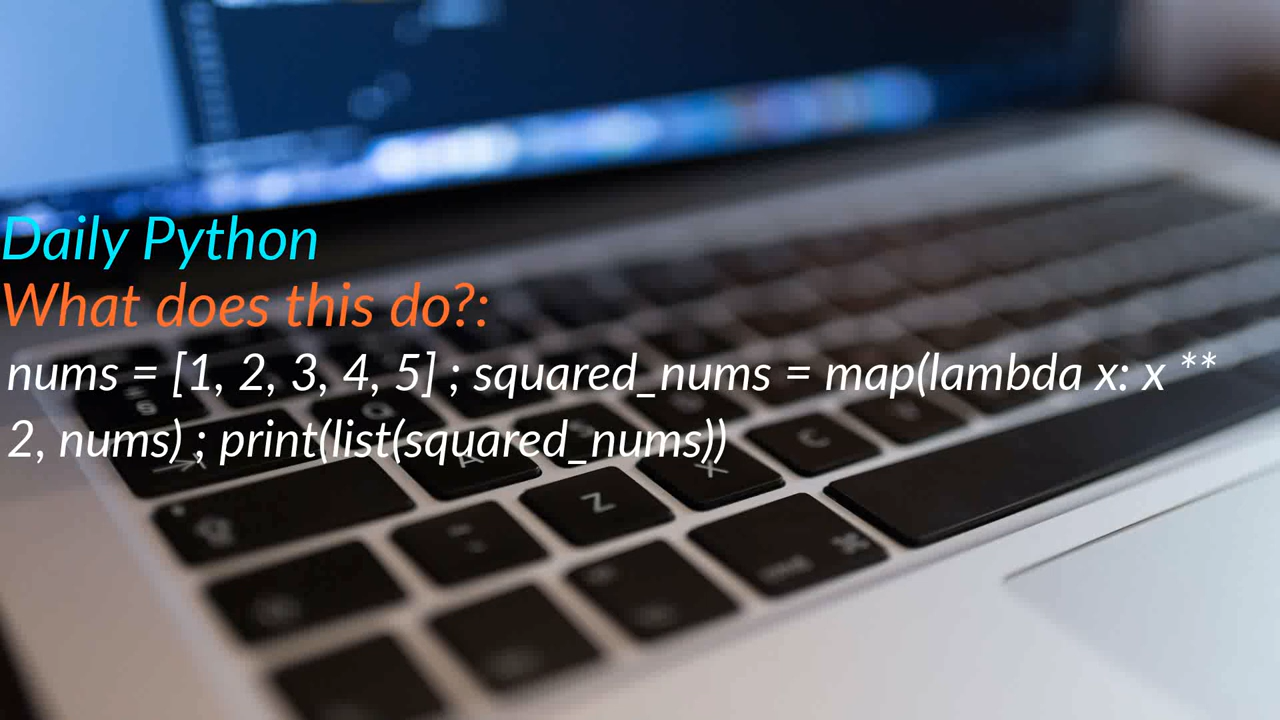 Daily Python
What does this do?:
nums = [1, 2, 3, 4, 5] ; squared_nums = map(lambda x: x **
2, nums) ; print(list(squared_nums))
A
X
C
Z
cmd ⌘